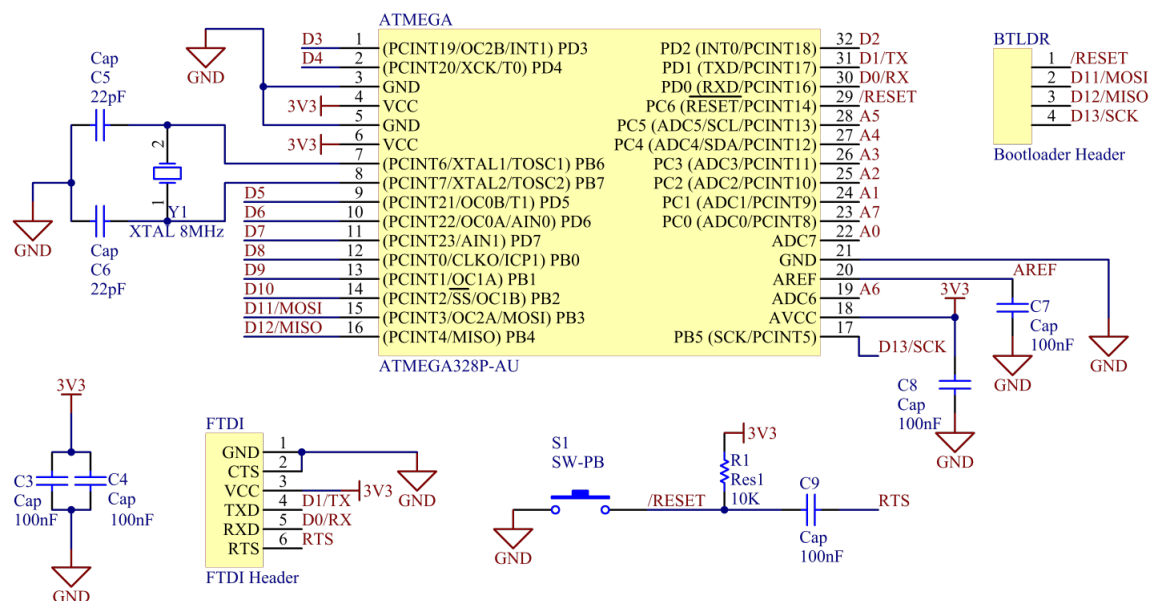 ATMEGA
D3 1 (PCINT19/OC2B/INT1) PD3 PD2 (INT0/PCINT18) 32 D2
D4 2 (PCINT20/XCK/T0) PD4 PD1 (TXD/PCINT17) 31 D1/TX
3 GND PD0 (RXD/PCINT16) 30 D0/RX
3V3 4 VCC PC6 (RESET/PCINT14) 29 /RESET
5 GND PC5 (ADC5/SCL/PCINT13) 28 A5
3V3 6 VCC PC4 (ADC4/SDA/PCINT12) 27 A4
7 (PCINT6/XTAL1/TOSC1) PB6 PC3 (ADC3/PCINT11) 26 A3
8 (PCINT7/XTAL2/TOSC2) PB7 PC2 (ADC2/PCINT10) 25 A2
D5 9 (PCINT21/OC0B/T1) PD5 PC1 (ADC1/PCINT9) 24 A1
D6 10 (PCINT22/OC0A/AIN0) PD6 PC0 (ADC0/PCINT8) 23 A7
D7 11 (PCINT23/AIN1) PD7 ADC7 22 A0
D8 12 (PCINT0/CLKO/ICP1) PB0 GND 21
D9 13 (PCINT1/OC1A) PB1 AREF 20 AREF
D10 14 (PCINT2/SS/OC1B) PB2 ADC6 19 A6
D11/MOSI 15 (PCINT3/OC2A/MOSI) PB3 AVCC 18
D12/MISO 16 (PCINT4/MISO) PB4 PB5 (SCK/PCINT5) 17
D13/SCK
ATMEGA328P-AU
GND
Cap
C5
22pF
2
1
Y1
XTAL 8MHz
GND
Cap
C6
22pF
BTLDR
1 /RESET
2 D11/MOSI
3 D12/MISO
4 D13/SCK
Bootloader Header
3V3
C7
Cap
100nF
GND
GND
C8
Cap
100nF
GND
3V3
C3
Cap
100nF
C4
Cap
100nF
GND
FTDI
GND 1
CTS 2
VCC 3 3V3
TXD 4 D1/TX
RXD 5 D0/RX
RTS 6 RTS
FTDI Header
GND
S1
SW-PB
GND
/RESET
3V3
R1
Res1
10K
C9
Cap
100nF
RTS